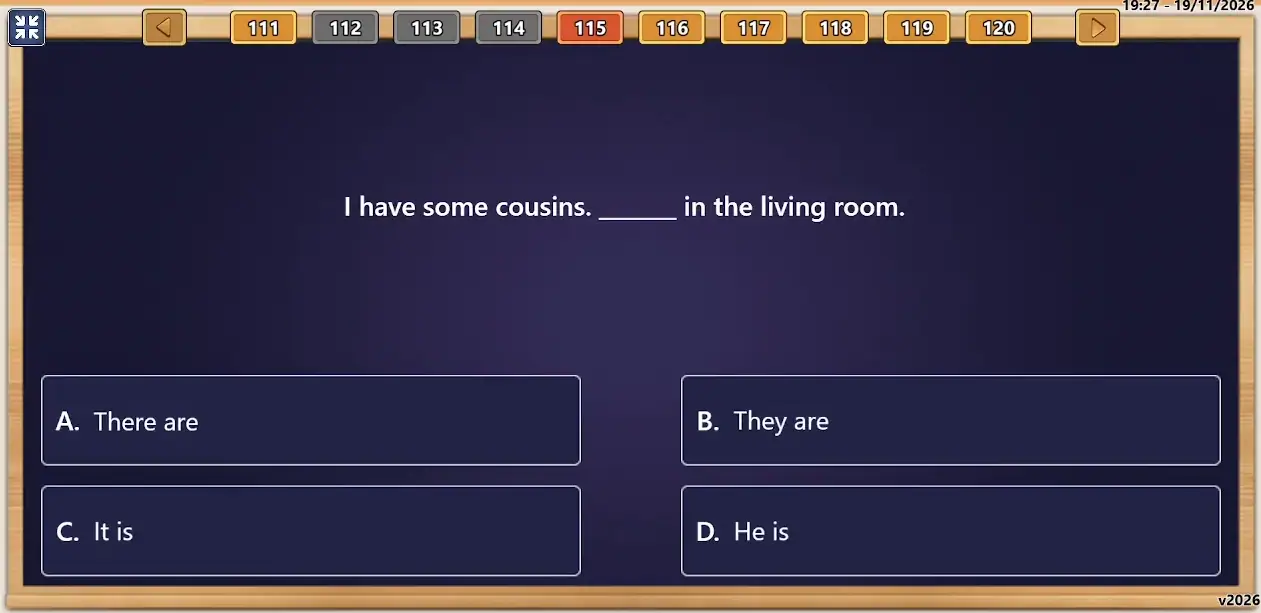 19:27 - 19/11/2026
111 112 113 114 115 116 117 118 119 120
I have some cousins. ______ in the living room.
A. There are
B. They are
C. It is
D. He is
v2026